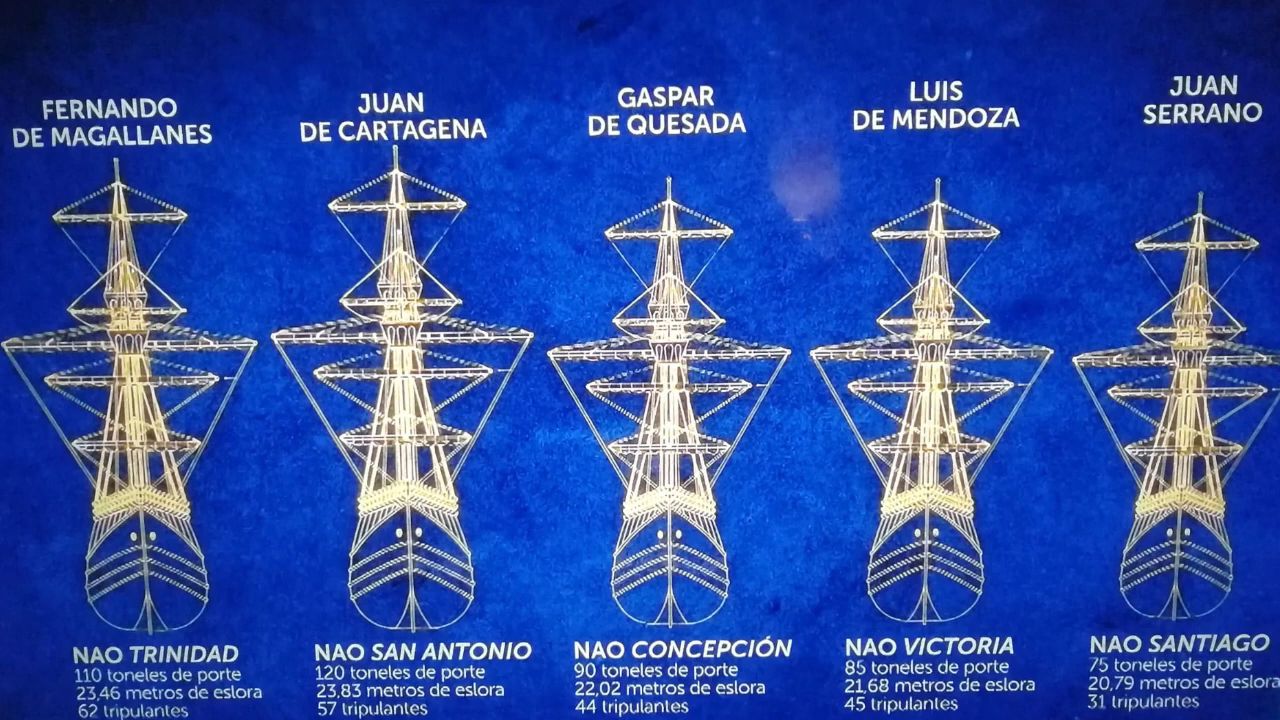 FERNANDO
DE MAGALLANES
NAO TRINIDAD
110 toneles de porte
23,46 metros de eslora
62 tripulantes
JUAN
DE CARTAGENA
NAO SAN ANTONIO
120 toneles de porte
23,83 metros de eslora
57 tripulantes
GASPAR
DE QUESADA
NAO CONCEPCIÓN
90 toneles de porte
22,02 metros de eslora
44 tripulantes
LUIS
DE MENDOZA
NAO VICTORIA
85 toneles de porte
21,68 metros de eslora
45 tripulantes
JUAN
SERRANO
NAO SANTIAGO
75 toneles de porte
20,79 metros de eslora
31 tripulantes